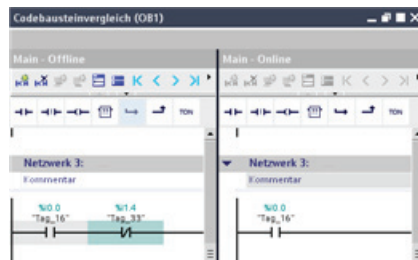 Codebausteinvergleich (OB1)
Main - Offline
Main - Online
TON
TON
Netzwerk 3:
Netzwerk 3:
Kommentar
Kommentar
%I0.0
%I1.4
%I0.0
"Tag_16"
"Tag_33"
"Tag_16"